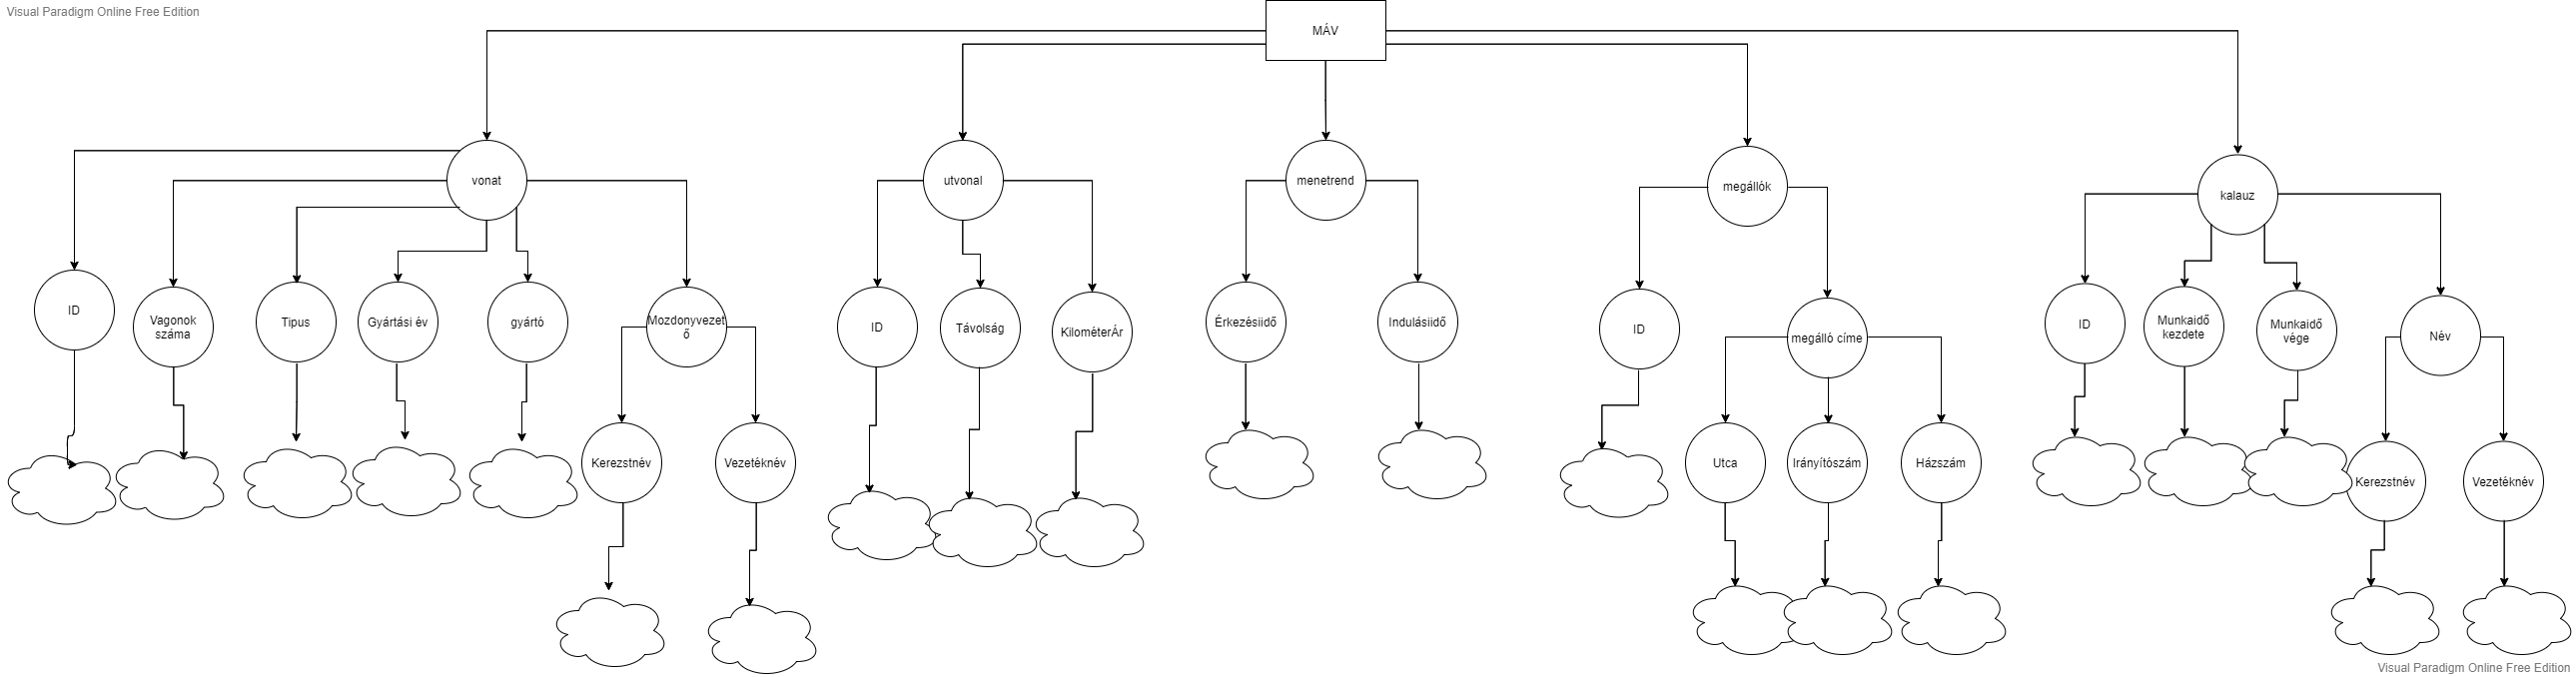 Visual Paradigm Online Free Edition
MÁV
vonat
utvonal
menetrend
megállók
kalauz
ID
Vagonok
száma
Tipus
Gyártási év
gyártó
Mozdonyvezet
ő
ID
Távolság
KilométerÁr
Érkezésiidő
Indulásiidő
ID
megálló címe
ID
Munkaidő
kezdete
Munkaidő
vége
Név
Kerezstnév
Vezetéknév
Utca
Irányítószám
Házszám
Kerezstnév
Vezetéknév
Visual Paradigm Online Free Edition